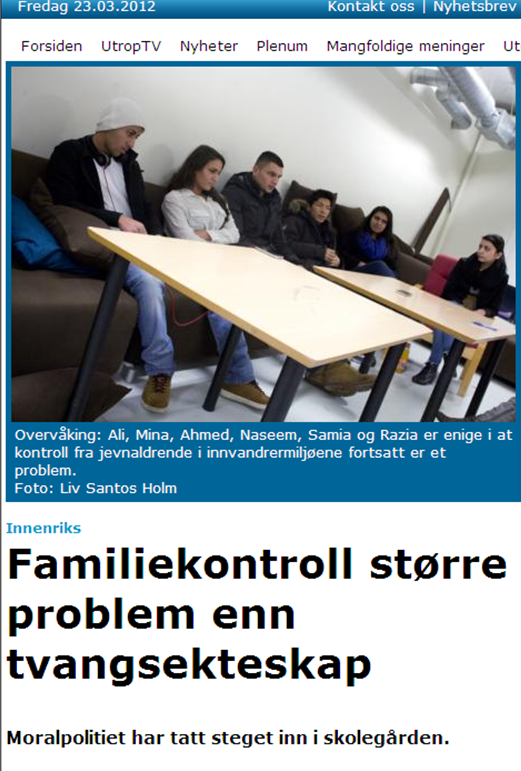 Fredag 23.03.2012 Kontakt oss | Nyhetsbrev
Forsiden UtropTV Nyheter Plenum Mangfoldige meninger Ut
Overvåking: Ali, Mina, Ahmed, Naseem, Samia og Razia er enige i at
kontroll fra jevnaldrende i innvandrermiljøene fortsatt er et
problem.
Foto: Liv Santos Holm
Innenriks
Familiekontroll større
problem enn
tvangsekteskap
Moralpolitiet har tatt steget inn i skolegården.